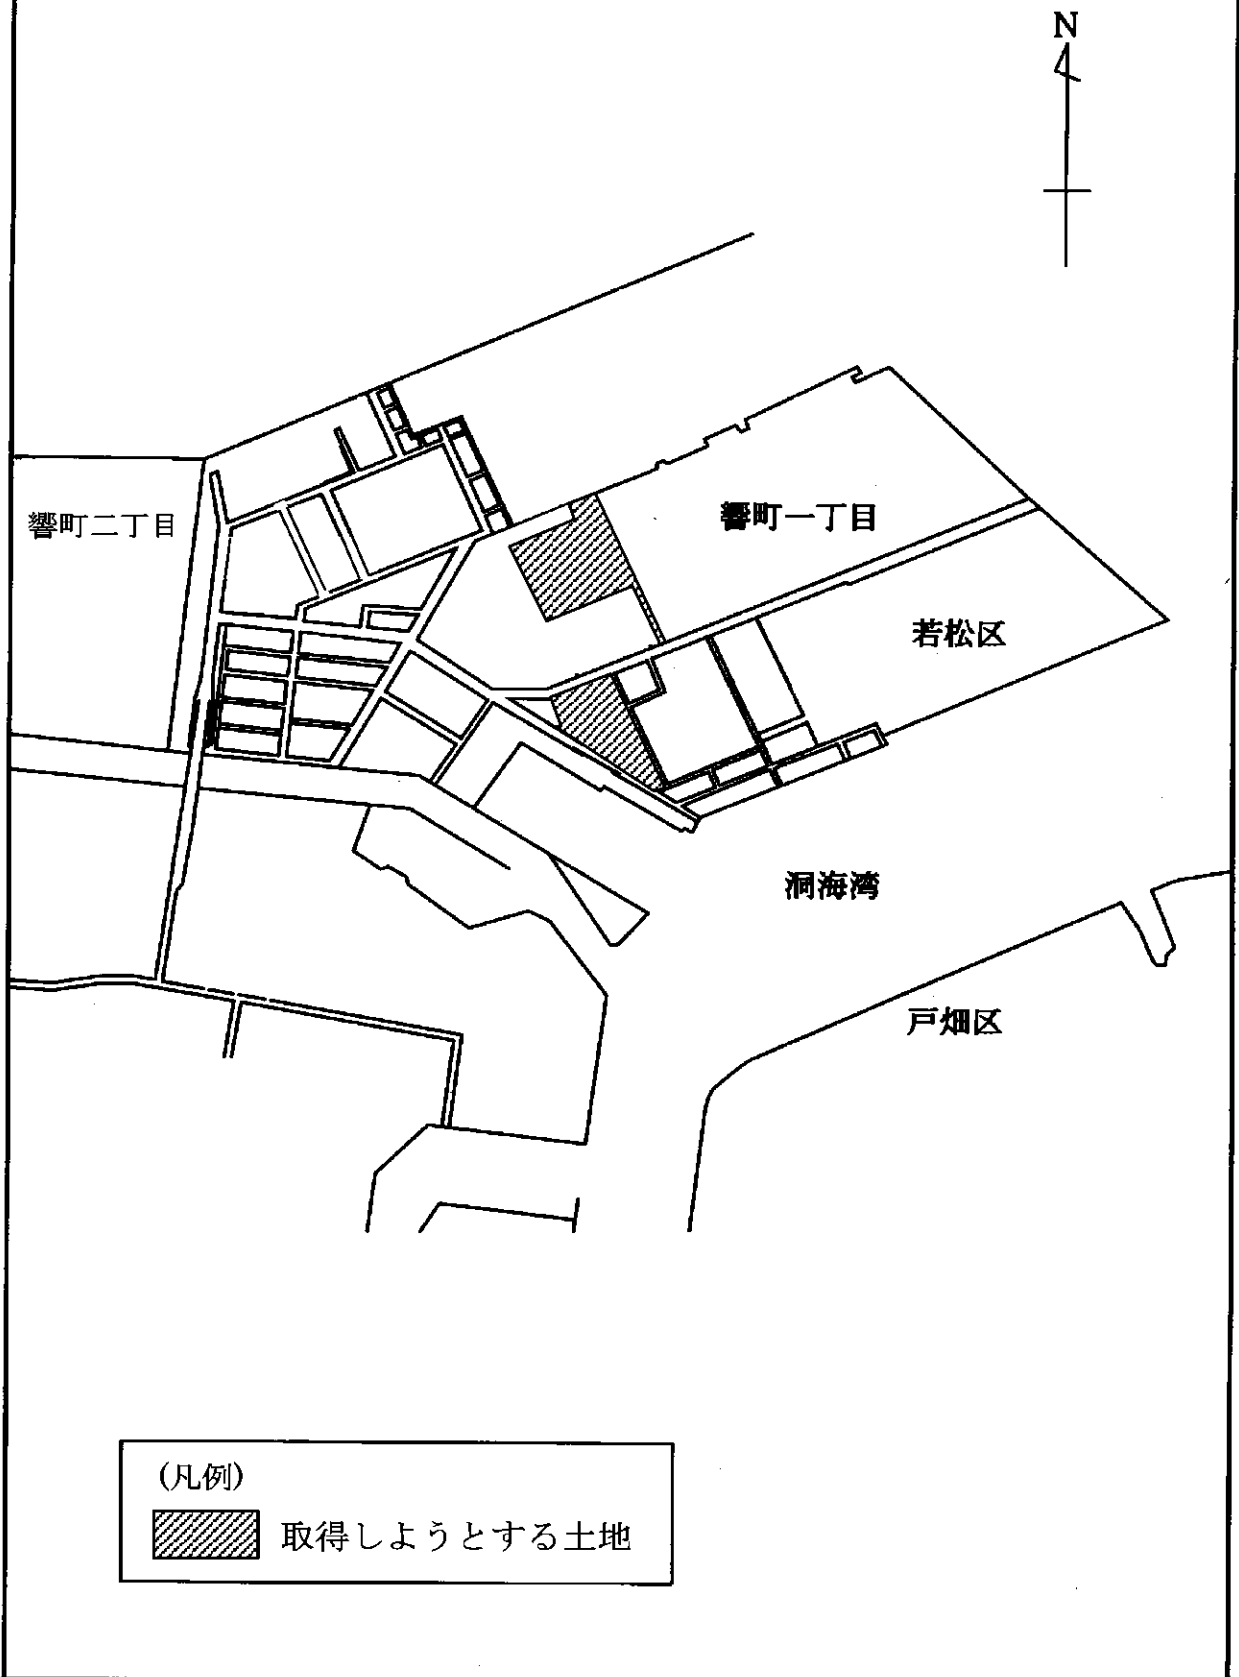 N
響町二丁目
響町一丁目
若松区
洞海湾
戸畑区
(凡例)
取得しようとする土地